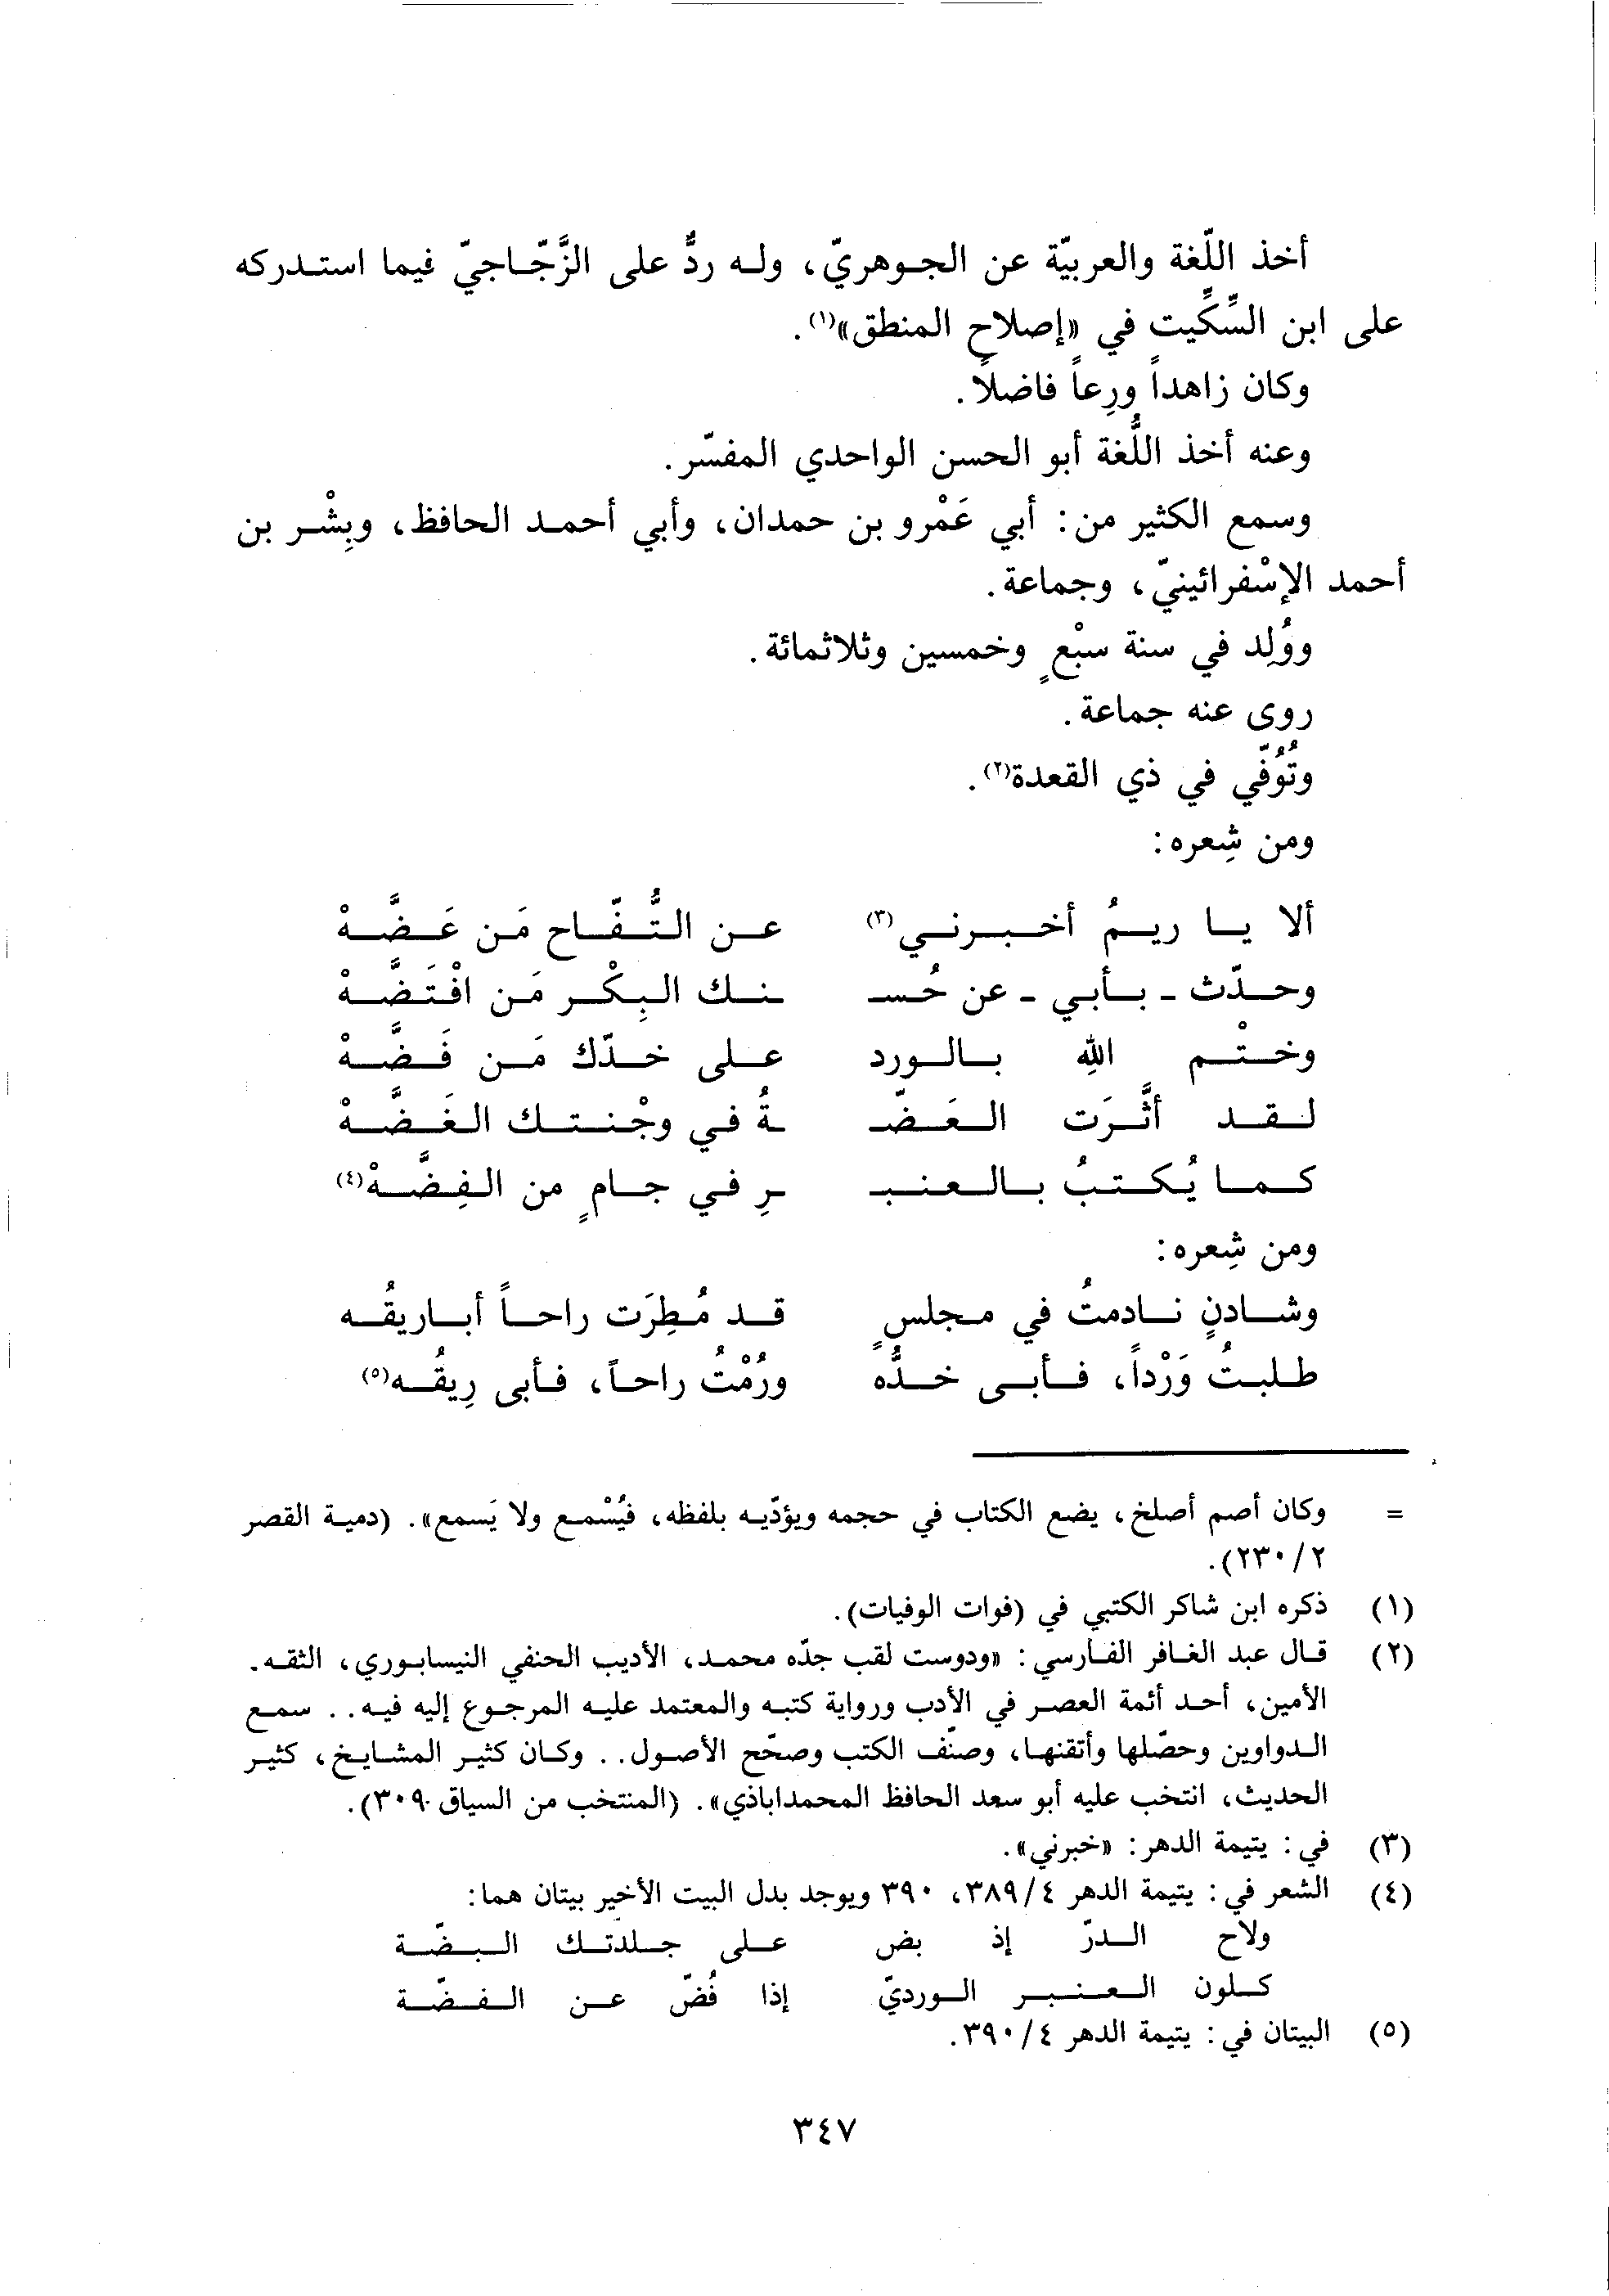 أخذ اللّغة والعربيّة عن الجوهريّ، وله ردٌّ على الزَّجّاجيّ فيما استدركه
على ابن السِّكِّيت في «إصلاح المنطق»(١).
وكان زاهداً ورِعاً فاضلاً.
وعنه أخذ اللُّغة أبو الحسن الواحدي المفسّر.
وسمع الكثير من: أبي عَمْرو بن حمدان، وأبي أحمد الحافظ، وبِشْر بن
أحمد الإسْفرائينيّ، وجماعة.
ووُلِد في سنة سبْعٍ وخمسين وثلاثمائة.
روى عنه جماعة.
وتُوُفّي في ذي القعدة(٢).
ومن شِعره:
ألا يا ريمُ أخبرني(٣) عن التُّفّاح مَن عَضَّهْ
وحدّث ـ بأبي ـ عن حُسـ ـنك البِكْر مَن افْتَضَّهْ
وختْم اللهِ بالورد على خدّك مَن فَضَّهْ
لقد أثَّرَت العَضّـ ـةُ في وجْنتك الغَضَّهْ
كما يُكتبُ بالعنبـ ـرِ في جامٍ من الفِضَّهْ(٤)
ومن شِعره:
وشادنٍ نادمتُ في مجلسٍ قد مُطِرَت راحاً أباريقُه
طلبتُ وَرْداً، فأبى خدُّه ورُمْتُ راحاً، فأبى رِيقُه(٥)
= وكان أصم أصلخ، يضع الكتاب في حجمه ويؤدّيه بلفظه، فيُسْمع ولا يَسمع». (دمية القصر
٢/٢٣٠).
(١) ذكره ابن شاكر الكتبي في (فوات الوفيات).
(٢) قال عبد الغافر الفارسي: «ودوست لقب جدّه محمد، الأديب الحنفي النيسابوري، الثقه.
الأمين، أحد أئمة العصر في الأدب ورواية كتبه والمعتمد عليه المرجوع إليه فيه.. سمع
الدواوين وحصّلها وأتقنها، وصنّف الكتب وصحّح الأصول.. وكان كثير المشايخ، كثير
الحديث، انتخب عليه أبو سعد الحافظ المحمداباذي». (المنتخب من السياق ٣٠٩).
(٣) في: يتيمة الدهر: «خبرني».
(٤) الشعر في: يتيمة الدهر ٣٨٩/٤، ٣٩٠ ويوجد بدل البيت الأخير بيتان هما:
ولاح الدرّ إذ بض على جلدتك البضّة
كلون العنبر الورديّ إذا فُضّ عن الفضّة
(٥) البيتان في: يتيمة الدهر ٣٩٠/٤.
٣٤٧